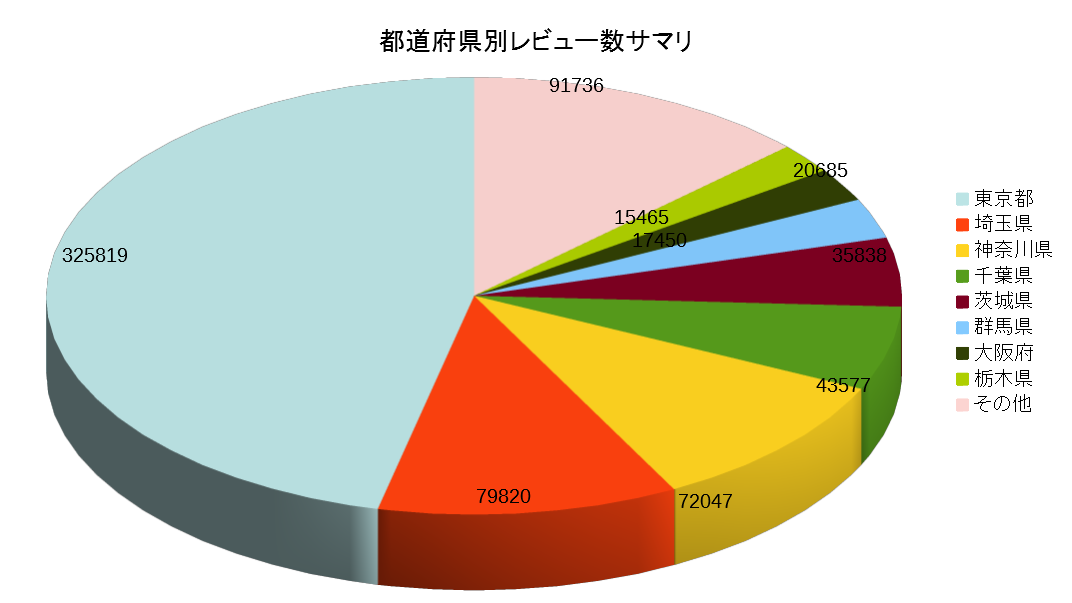 都道府県別レビュー数サマリ
91736
20685
15465
17450
325819
35838
43577
79820
72047
東京都
埼玉県
神奈川県
千葉県
茨城県
群馬県
大阪府
栃木県
その他